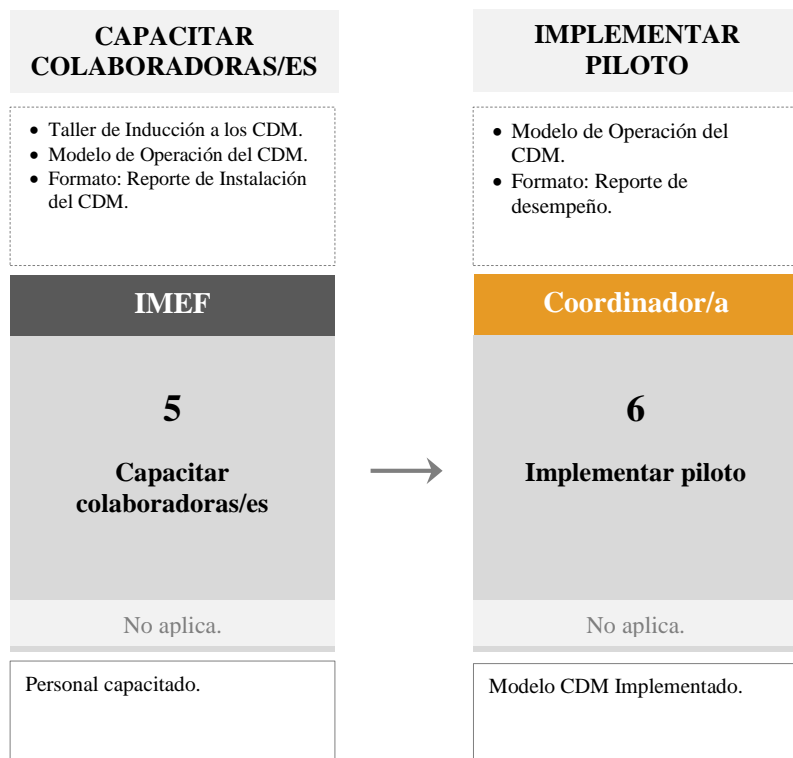 CAPACITAR
COLABORADORAS/ES
• Taller de Inducción a los CDM.
• Modelo de Operación del CDM.
• Formato: Reporte de Instalación
del CDM.
IMEF
5
Capacitar
colaboradoras/es
No aplica.
Personal capacitado.
IMPLEMENTAR
PILOTO
• Modelo de Operación del
CDM.
• Formato: Reporte de
desempeño.
Coordinador/a
6
Implementar piloto
No aplica.
Modelo CDM Implementado.